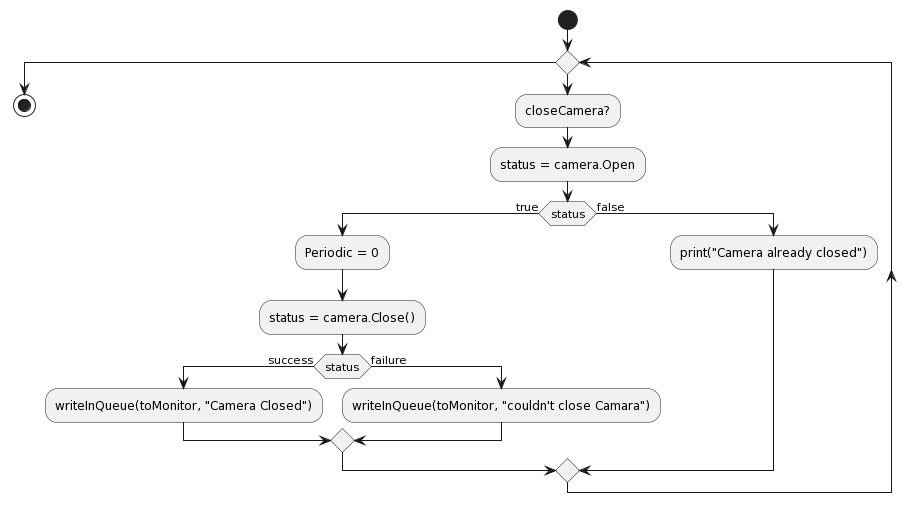 closeCamera?
status = camera.Open
true
status
false
Periodic = 0
print("Camera already closed")
status = camera.Close()
success
status
failure
writeInQueue(toMonitor, "Camera Closed")
writeInQueue(toMonitor, "couldn't close Camara")